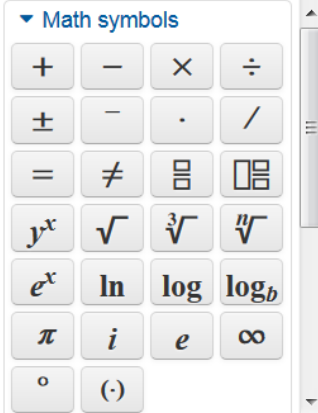 Math symbols
+ − × ÷
± − · /
= ≠
yˣ √ ∛ ⁿ√
eˣ ln log log_b
π i e ∞
° (·)